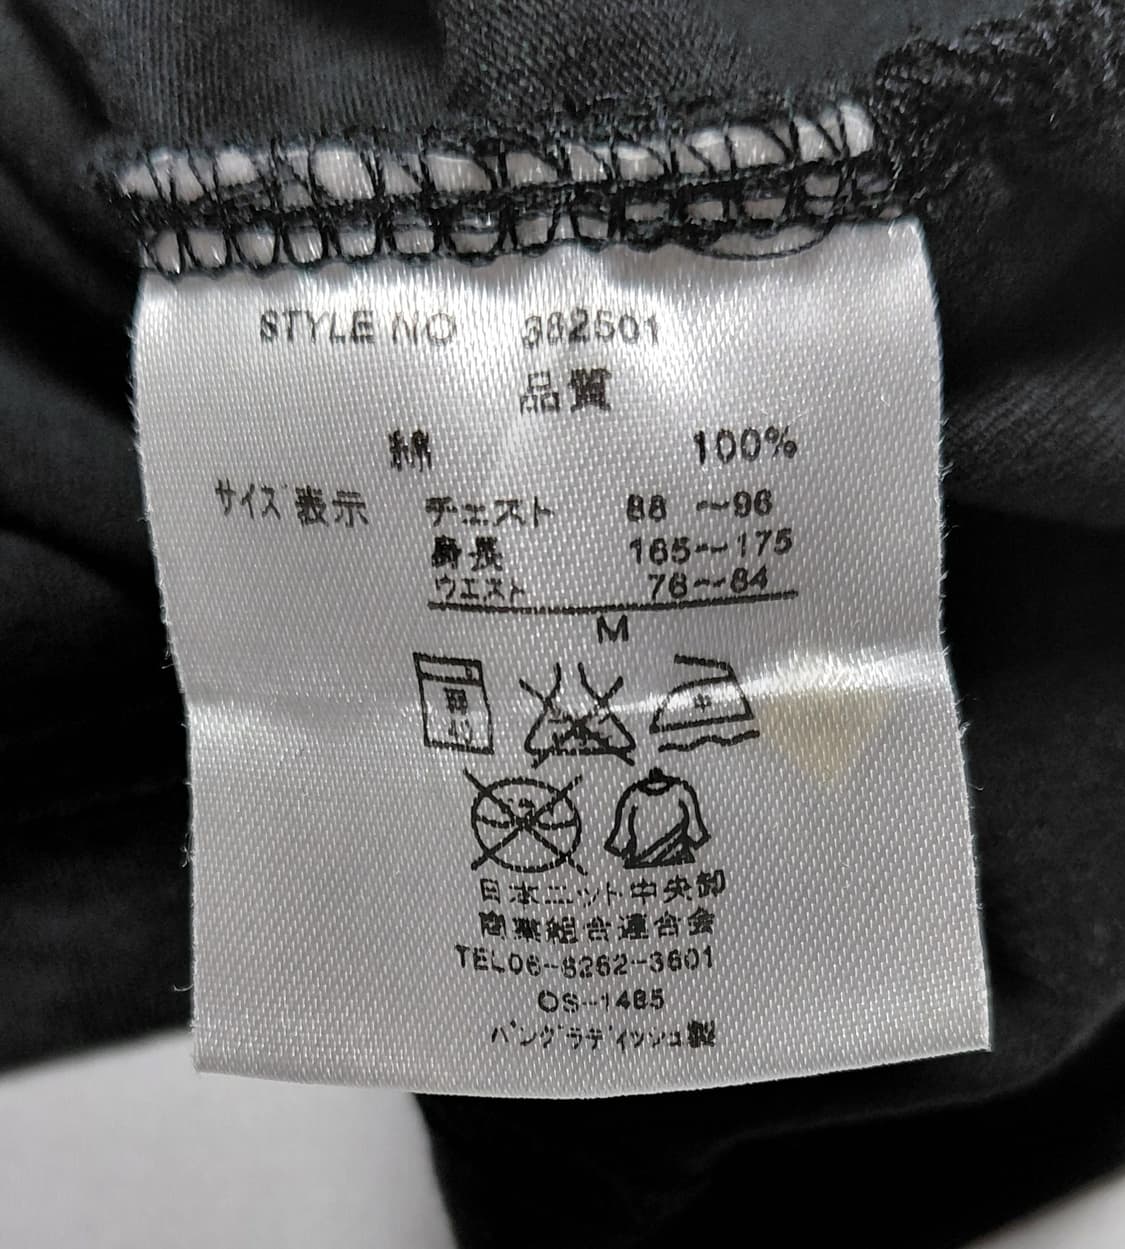 STYLE NO 382501
品質
綿 100%
サイズ表示 チェスト 88 ～96
身長 165～175
ウエスト 76～84
M
中
日本ニット中央卸
商業組合連合会
TEL06-6262-3601
OS-1485
バングラディッシュ製